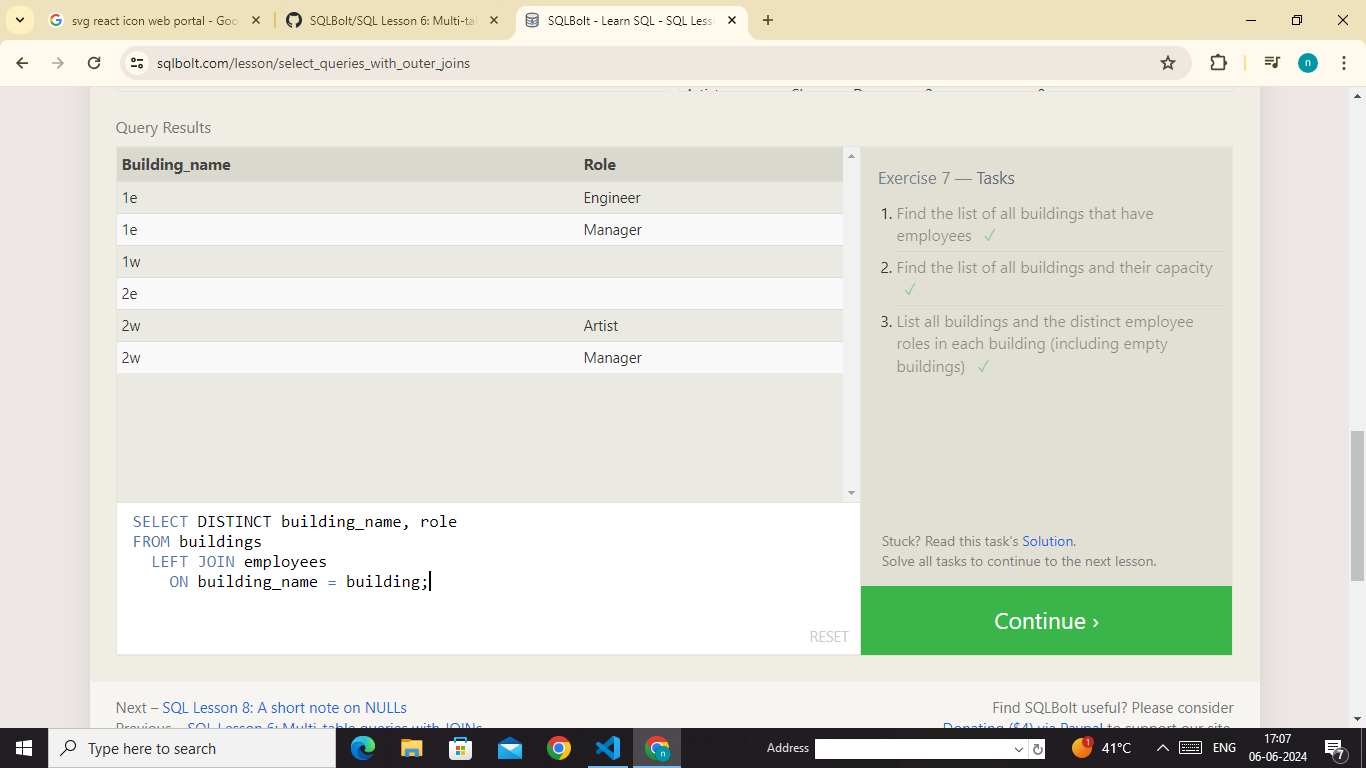 svg react icon web portal - Goo
SQLBolt/SQL Lesson 6: Multi-ta
SQLBolt - Learn SQL - SQL Less
sqlbolt.com/lesson/select_queries_with_outer_joins
n
Query Results
Building_name Role
1e Engineer
1e Manager
1w
2e
2w Artist
2w Manager
Exercise 7 — Tasks
1. Find the list of all buildings that have
employees ✓
2. Find the list of all buildings and their capacity
✓
3. List all buildings and the distinct employee
roles in each building (including empty
buildings) ✓
SELECT DISTINCT building_name, role
FROM buildings
LEFT JOIN employees
ON building_name = building;
RESET
Stuck? Read this task's Solution.
Solve all tasks to continue to the next lesson.
Continue ›
Next – SQL Lesson 8: A short note on NULLs
Find SQLBolt useful? Please consider
Previous – SQL Lesson 6: Multi-table queries with JOINs
Donating ($4) via Paypal to support our site.
Type here to search
Address
1
41°C
ENG
17:07
06-06-2024
7